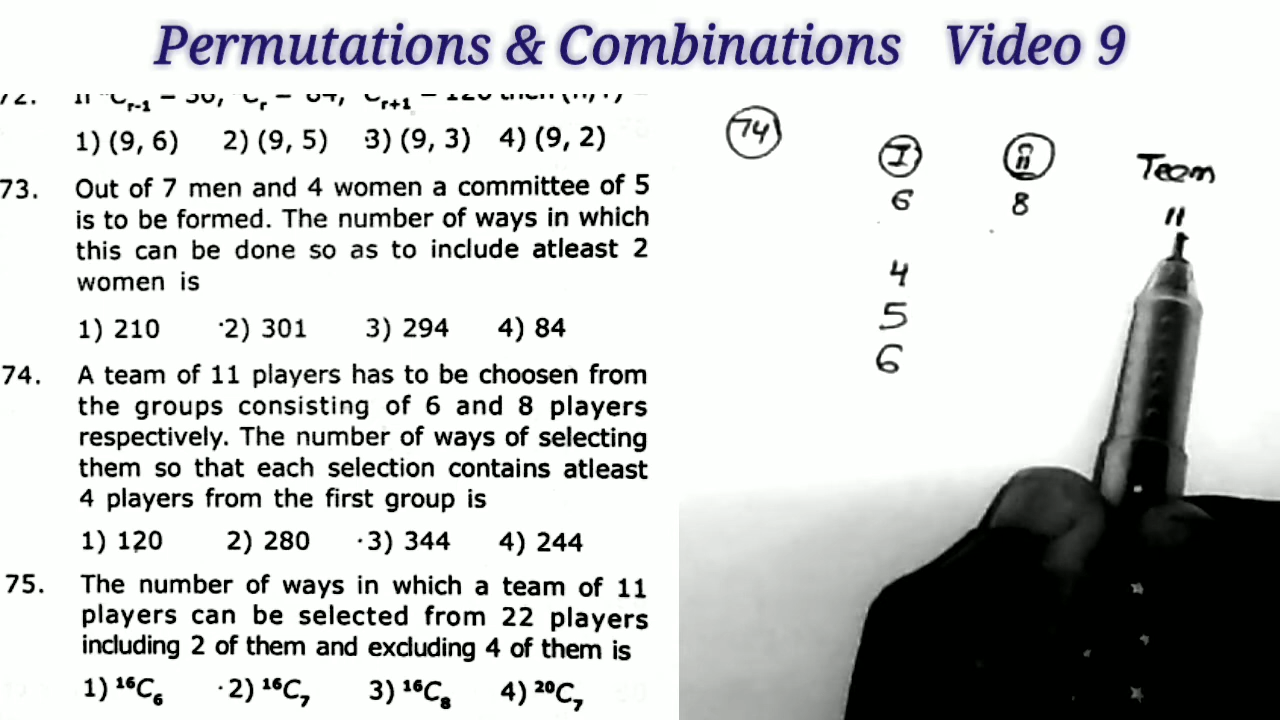 Permutations & Combinations Video 9
1) (9, 6) 2) (9, 5) 3) (9, 3) 4) (9, 2)
73. Out of 7 men and 4 women a committee of 5
is to be formed. The number of ways in which
this can be done so as to include atleast 2
women is
1) 210 2) 301 3) 294 4) 84
74. A team of 11 players has to be choosen from
the groups consisting of 6 and 8 players
respectively. The number of ways of selecting
them so that each selection contains atleast
4 players from the first group is
1) 120 2) 280 3) 344 4) 244
75. The number of ways in which a team of 11
players can be selected from 22 players
including 2 of them and excluding 4 of them is
1) ¹⁶C₆ 2) ¹⁶C₇ 3) ¹⁶C₈ 4) ²⁰C₇
74
I ii Team
6 8 11
4
5
6